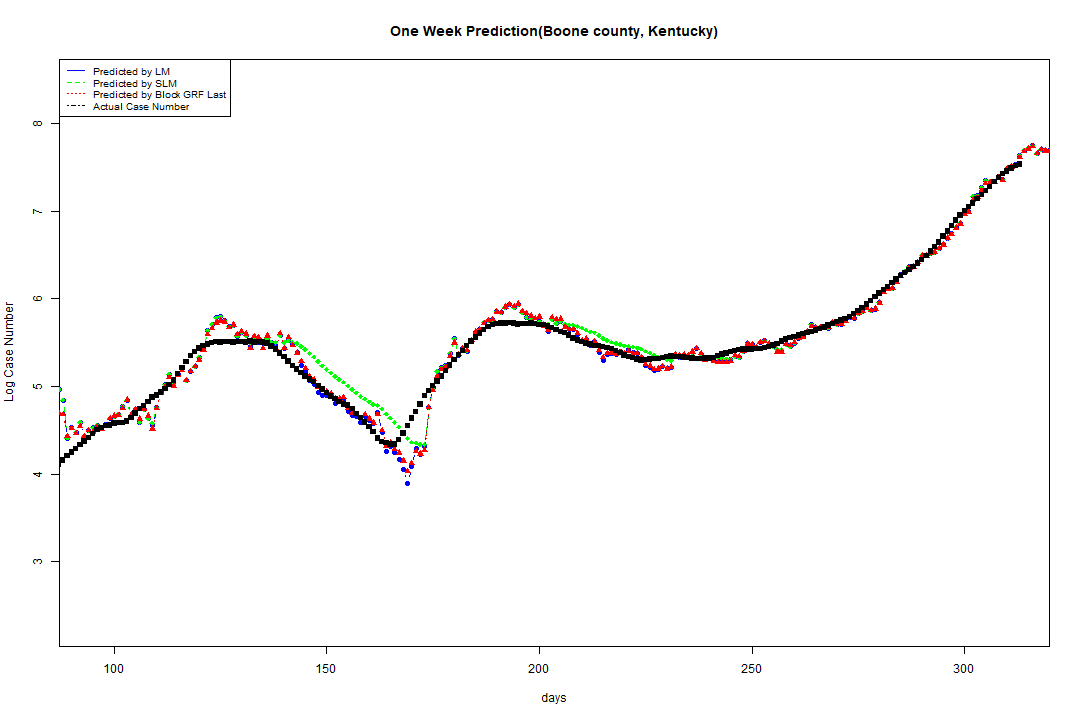 One Week Prediction(Boone county, Kentucky)
Predicted by LM
Predicted by SLM
Predicted by Block GRF Last
Actual Case Number
8
7
6
5
4
3
Log Case Number
100 150 200 250 300
days